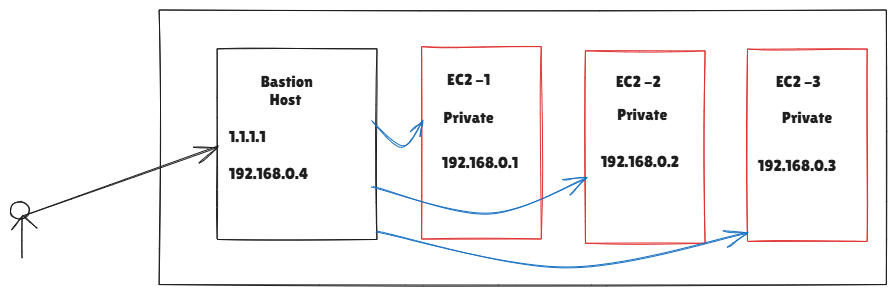 Bastion
Host
1.1.1.1
192.168.0.4
EC2 -1
Private
192.168.0.1
EC2 -2
Private
192.168.0.2
EC2 -3
Private
192.168.0.3